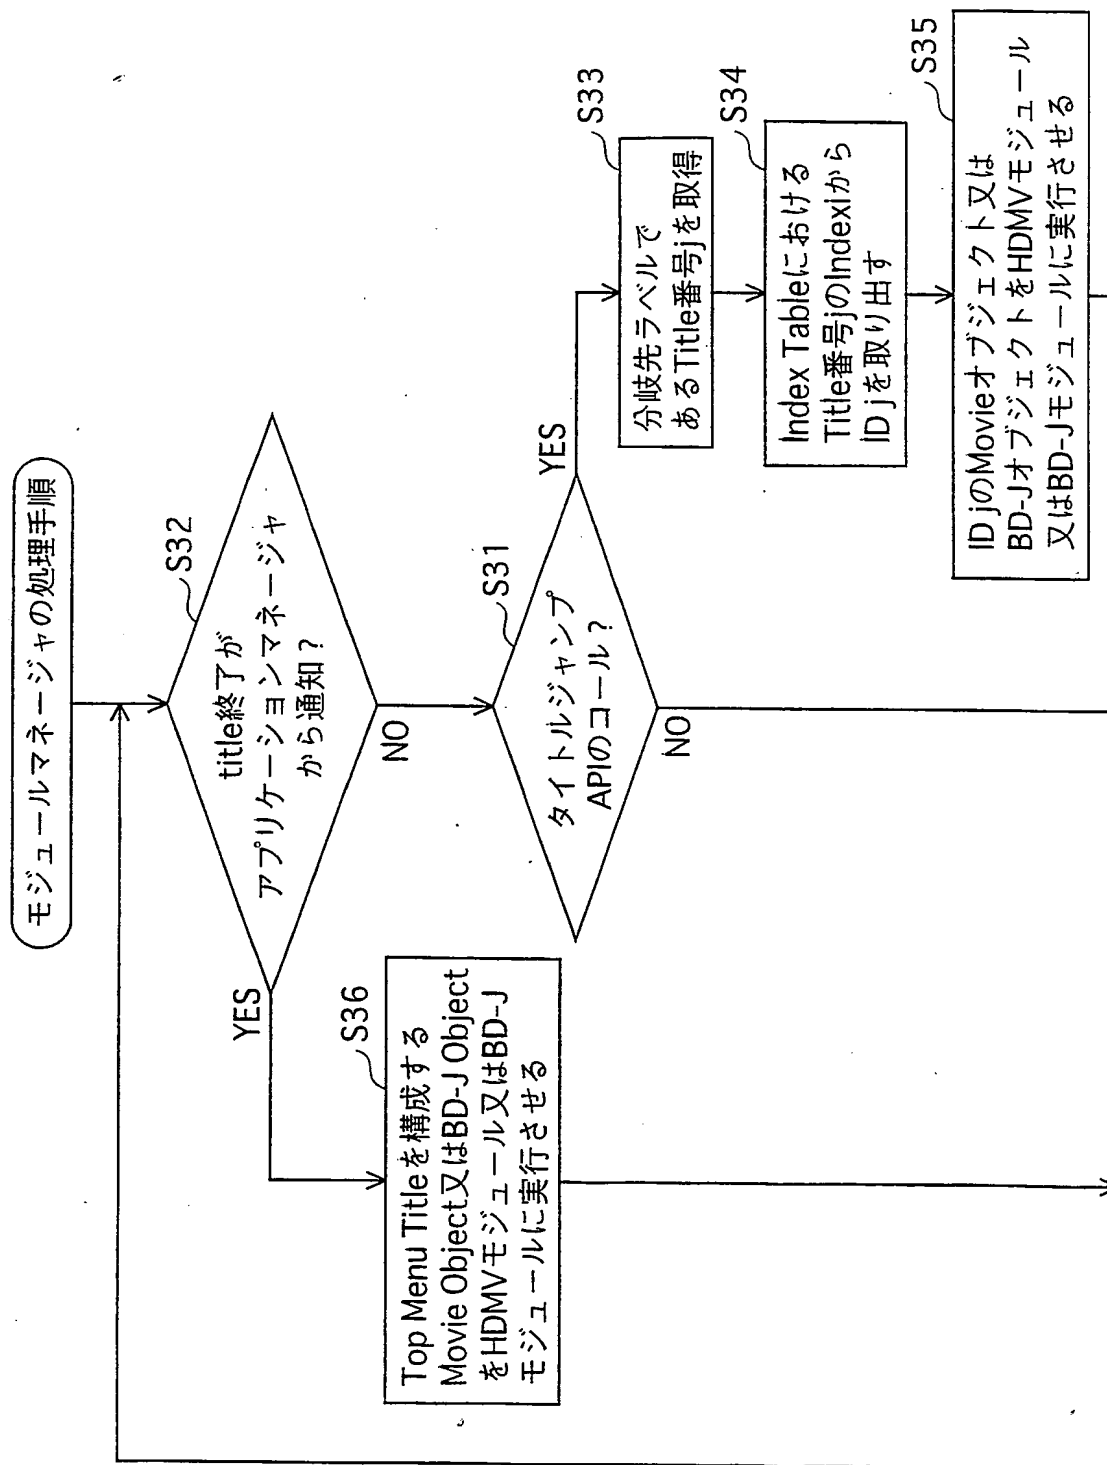 モジュールマネージャの処理手順
S32
title終了が
アプリケーションマネージャ
から通知？
YES
NO
S36
Top Menu Titleを構成する
Movie Object又はBD-J Object
をHDMVモジュール又はBD-J
モジュールに実行させる
S31
タイトルジャンプ
APIのコール？
YES
NO
S33
分岐先ラベルで
あるTitle番号jを取得
S34
Index Tableにおける
Title番号jのIndexiから
ID jを取り出す
S35
ID jのMovieオブジェクト又は
BD-JオブジェクトをHDMVモジュール
又はBD-Jモジュールに実行させる